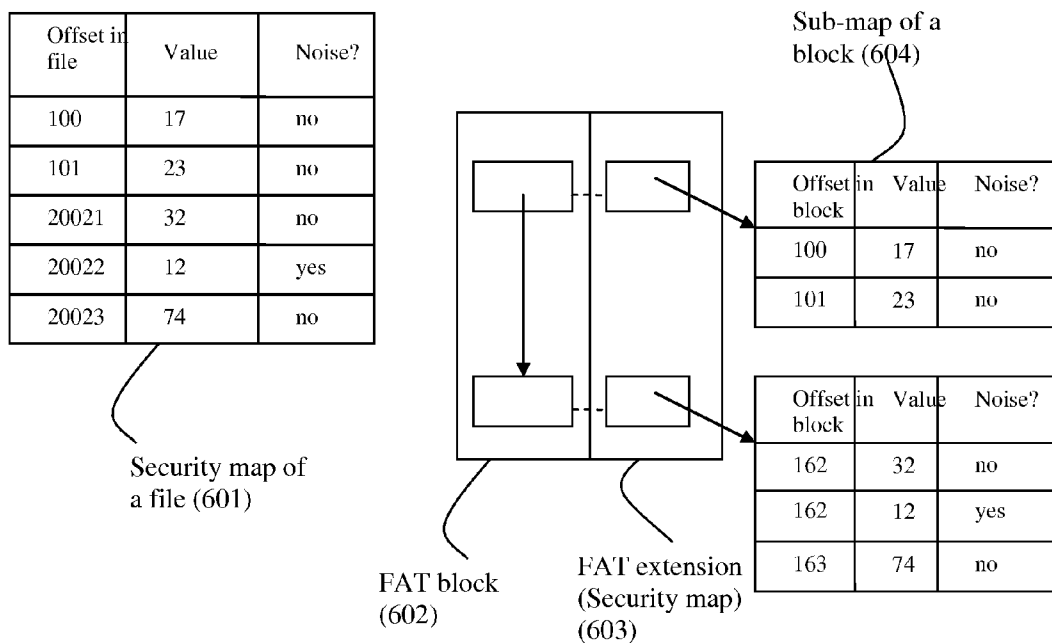 Offset in file Value Noise?
100 17 no
101 23 no
20021 32 no
20022 12 yes
20023 74 no
Security map of
a file (601)
FAT block
(602)
FAT extension
(Security map)
(603)
Sub-map of a
block (604)
Offset in block Value Noise?
100 17 no
101 23 no
Offset in block Value Noise?
162 32 no
162 12 yes
163 74 no